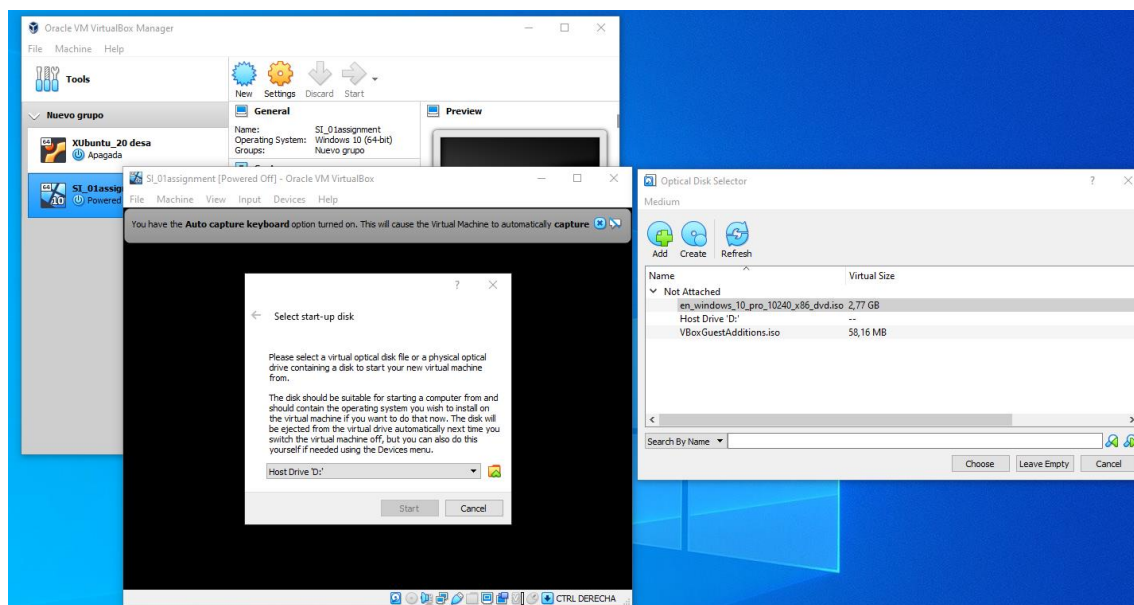 Oracle VM VirtualBox Manager
File Machine Help
Tools
New Settings Discard Start
Nuevo grupo
64
XUbuntu_20 desa
Apagada
64
10
SI_01assig
Powered
General
Name: SI_01assignment
Operating System: Windows 10 (64-bit)
Groups: Nuevo grupo
Preview
SI_01assignment [Powered Off] - Oracle VM VirtualBox
File Machine View Input Devices Help
You have the Auto capture keyboard option turned on. This will cause the Virtual Machine to automatically capture
?
Select start-up disk
Please select a virtual optical disk file or a physical optical
drive containing a disk to start your new virtual machine
from.
The disk should be suitable for starting a computer from and
should contain the operating system you wish to install on
the virtual machine if you want to do that now. The disk will
be ejected from the virtual drive automatically next time you
switch the virtual machine off, but you can also do this
yourself if needed using the Devices menu.
Host Drive 'D:'
Start Cancel
CTRL DERECHA
Optical Disk Selector ?
Medium
Add Create Refresh
Name Virtual Size
Not Attached
en_windows_10_pro_10240_x86_dvd.iso 2,77 GB
Host Drive 'D:' --
VBoxGuestAdditions.iso 58,16 MB
Search By Name
Choose Leave Empty Cancel